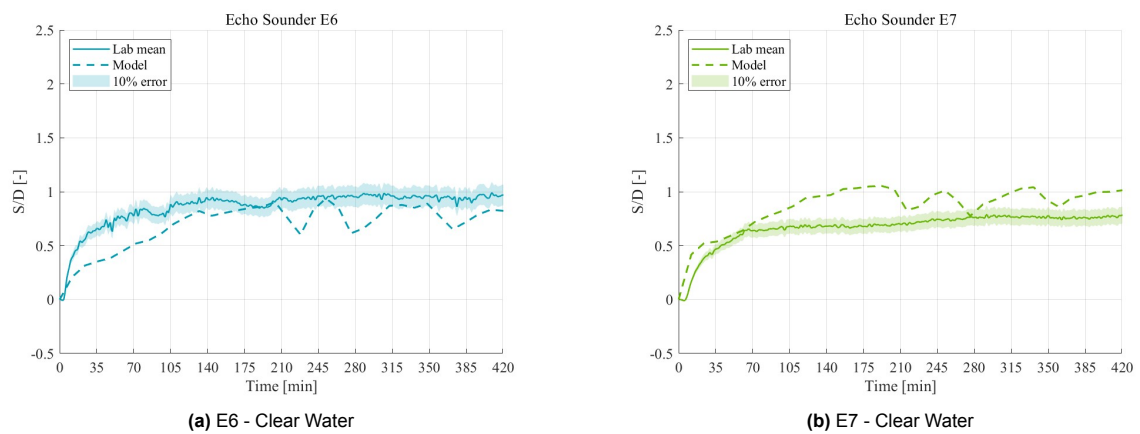 Echo Sounder E6
2.5
2
1.5
1
0.5
0
-0.5
S/D [-]
Lab mean
Model
10% error
0 35 70 105 140 175 210 245 280 315 350 385 420
Time [min]
(a) E6 - Clear Water
Echo Sounder E7
2.5
2
1.5
1
0.5
0
-0.5
S/D [-]
Lab mean
Model
10% error
0 35 70 105 140 175 210 245 280 315 350 385 420
Time [min]
(b) E7 - Clear Water